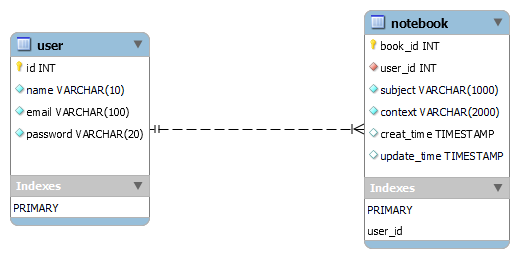 user
id INT
name VARCHAR(10)
email VARCHAR(100)
password VARCHAR(20)
Indexes
PRIMARY
notebook
book_id INT
user_id INT
subject VARCHAR(1000)
context VARCHAR(2000)
creat_time TIMESTAMP
update_time TIMESTAMP
Indexes
PRIMARY
user_id